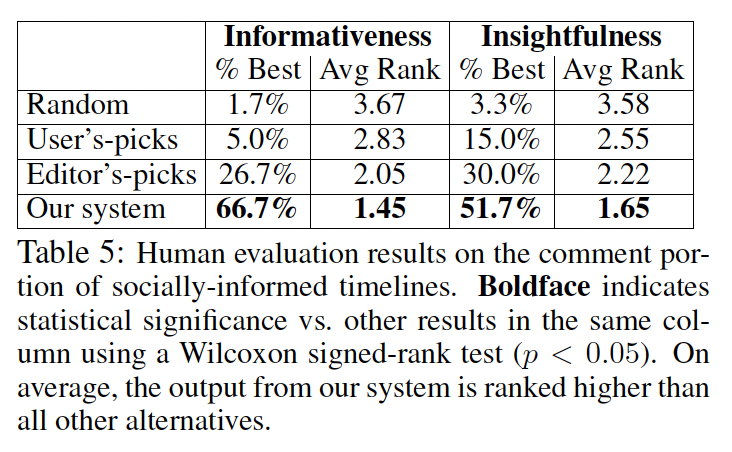 Informativeness Insightfulness
% Best Avg Rank % Best Avg Rank
Random 1.7% 3.67 3.3% 3.58
User's-picks 5.0% 2.83 15.0% 2.55
Editor's-picks 26.7% 2.05 30.0% 2.22
Our system 66.7% 1.45 51.7% 1.65
Table 5: Human evaluation results on the comment por-
tion of socially-informed timelines. Boldface indicates
statistical significance vs. other results in the same col-
umn using a Wilcoxon signed-rank test (p < 0.05). On
average, the output from our system is ranked higher than
all other alternatives.